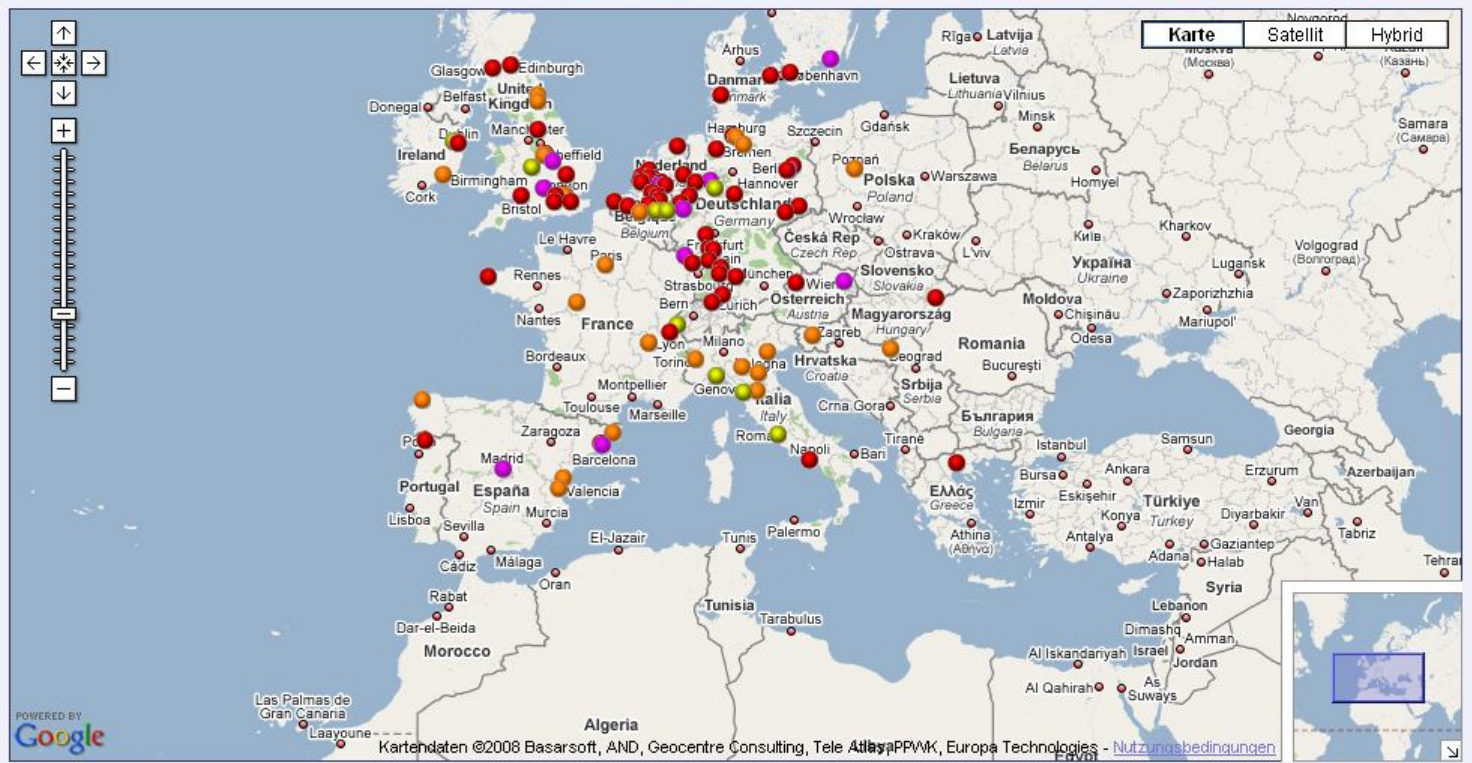 Karte
Satellit
Hybrid
Novgorod
Rīga
Latvija
Latvia
Москва
(Москва)
(Казань)
Arhus
Danmark
København
Glasgow
Edinburgh
United
Kingdom
Lietuva
Lithuania
Vilnius
Donegal
Belfast
Minsk
Gdańsk
Samara
(Самара)
Dublin
Manchester
Hamburg
Szczecin
Беларусь
Belarus
Ireland
Sheffield
Bremen
Nederland
Berlin
Poznań
Birmingham
Hannover
Polska
Poland
Warszawa
Homyel
Cork
London
Bristol
Deutschland
Germany
Wrocław
Belgium
Kharkov
Київ
Le Havre
Frankfurt
Česká Rep
Czech Rep
Kraków
Ostrava
L'viv
Volgograd
(Волгоград)
Paris
Україна
Ukraine
Lugansk
Rennes
Strasbourg
München
Wien
Slovensko
Slovakia
Bern
Zürich
Österreich
Austria
Zaporizhzhia
Moldova
Chişinău
Mariupol'
Nantes
France
Magyarország
Hungary
Odesa
Lyon
Milano
Zagreb
Romania
Bordeaux
Torino
Bologna
Hrvatska
Croatia
Beograd
Bucureşti
Montpellier
Genova
Srbija
Serbia
Toulouse
Marseille
Italia
Italy
Crna Gora
България
Bulgaria
Zaragoza
Roma
Tiranë
Istanbul
Samsun
Georgia
Madrid
Barcelona
Napoli
Bari
Bursa
Ankara
Erzurum
Azerbaijan
Portugal
España
Spain
Valencia
Ελλάς
Greece
Eskişehir
Türkiye
Turkey
Van
Lisboa
Murcia
Izmir
Konya
Diyarbakir
Sevilla
Palermo
Athina
(Αθήνα)
Tabriz
El-Jazair
Tunis
Antalya
Adana
Gaziantep
Cádiz
Málaga
Halab
Tehran
Oran
Syria
Rabat
Tunisia
Lebanon
Dar-el-Beida
Tarabulus
Dimashq
Amman
Morocco
Al Iskandariyah
Israel
Jordan
Al Qahirah
As
Suways
Las Palmas de
Gran Canaria
Laayoune
Algeria
Libya
Egypt
POWERED BY
Google
Kartendaten ©2008 Basarsoft, AND, Geocentre Consulting, Tele Atlas, PPWK, Europa Technologies - Nutzungsbedingungen